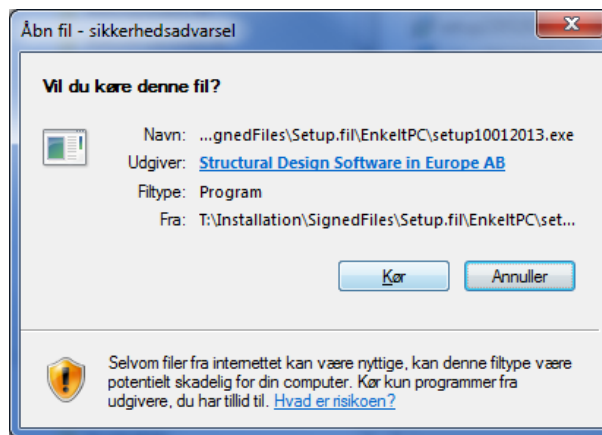 Åbn fil - sikkerhedsadvarsel
Vil du køre denne fil?
Navn: ...gnedFiles\Setup.fil\EnkeltPC\setup10012013.exe
Udgiver: Structural Design Software in Europe AB
Filtype: Program
Fra: T:\Installation\SignedFiles\Setup.fil\EnkeltPC\set...
Kør Annuller
Selvom filer fra internettet kan være nyttige, kan denne filtype være
potentielt skadelig for din computer. Kør kun programmer fra
udgivere, du har tillid til. Hvad er risikoen?